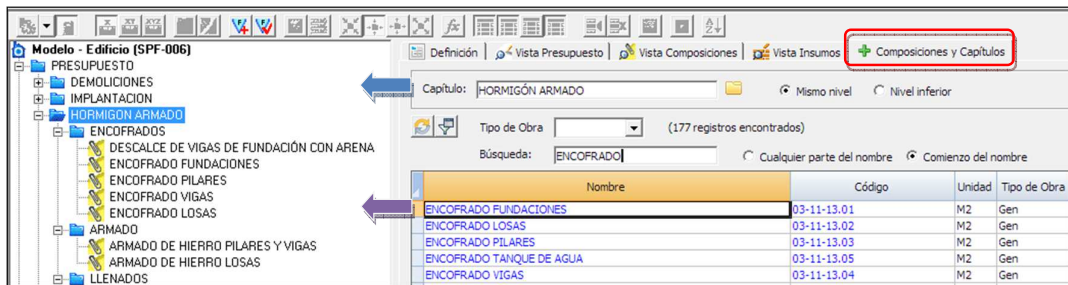 Modelo - Edificio (SPF-006)
PRESUPUESTO
DEMOLICIONES
IMPLANTACION
HORMIGON ARMADO
ENCOFRADOS
DESCALCE DE VIGAS DE FUNDACIÓN CON ARENA
ENCOFRADO FUNDACIONES
ENCOFRADO PILARES
ENCOFRADO VIGAS
ENCOFRADO LOSAS
ARMADO
ARMADO DE HIERRO PILARES Y VIGAS
ARMADO DE HIERRO LOSAS
LLENADOS
Definición Vista Presupuesto Vista Composiciones Vista Insumos Composiciones y Capítulos
Capítulo: HORMIGÓN ARMADO Mismo nivel Nivel inferior
Tipo de Obra (177 registros encontrados)
Búsqueda: ENCOFRADO Cualquier parte del nombre Comienzo del nombre
Nombre Código Unidad Tipo de Obra
ENCOFRADO FUNDACIONES 03-11-13.01 M2 Gen
ENCOFRADO LOSAS 03-11-13.02 M2 Gen
ENCOFRADO PILARES 03-11-13.03 M2 Gen
ENCOFRADO TANQUE DE AGUA 03-11-13.05 M2 Gen
ENCOFRADO VIGAS 03-11-13.04 M2 Gen